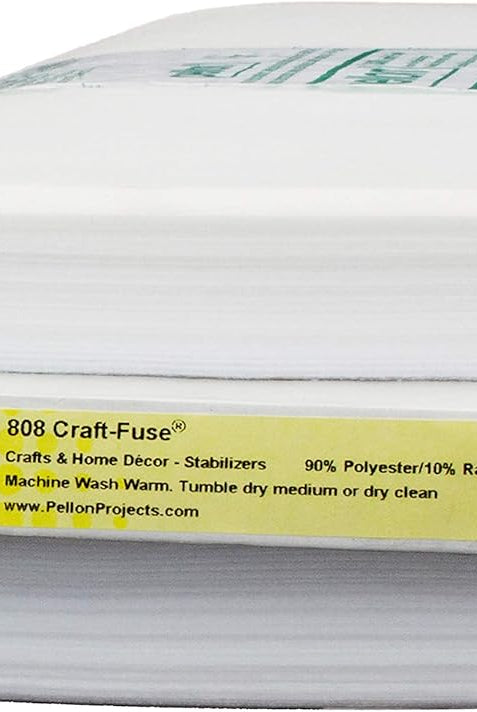 808 Craft-Fuse®
Crafts & Home Décor - Stabilizers 90% Polyester/10%
Machine Wash Warm. Tumble dry medium or dry clean
www.PellonProjects.com